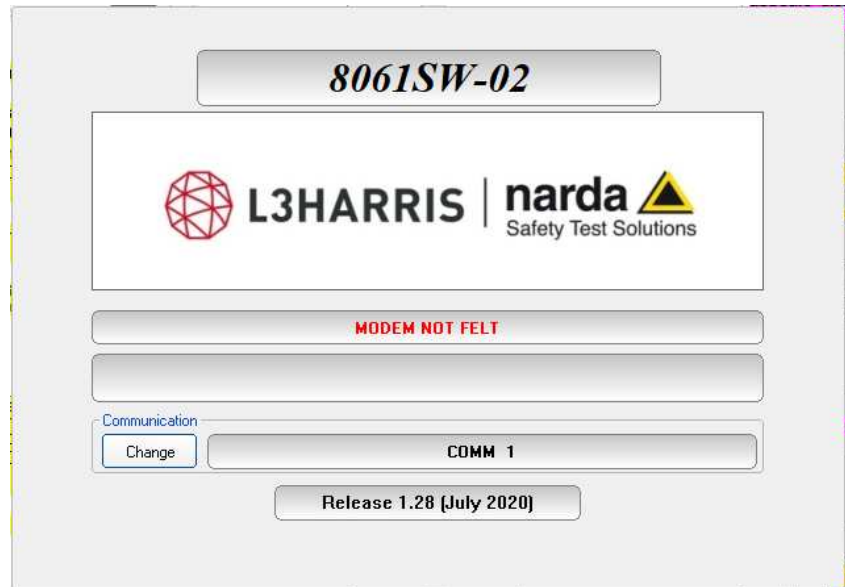 8061SW-02
L3HARRIS
narda
Safety Test Solutions
MODEM NOT FELT
Communication
Change
COMM 1
Release 1.28 (July 2020)